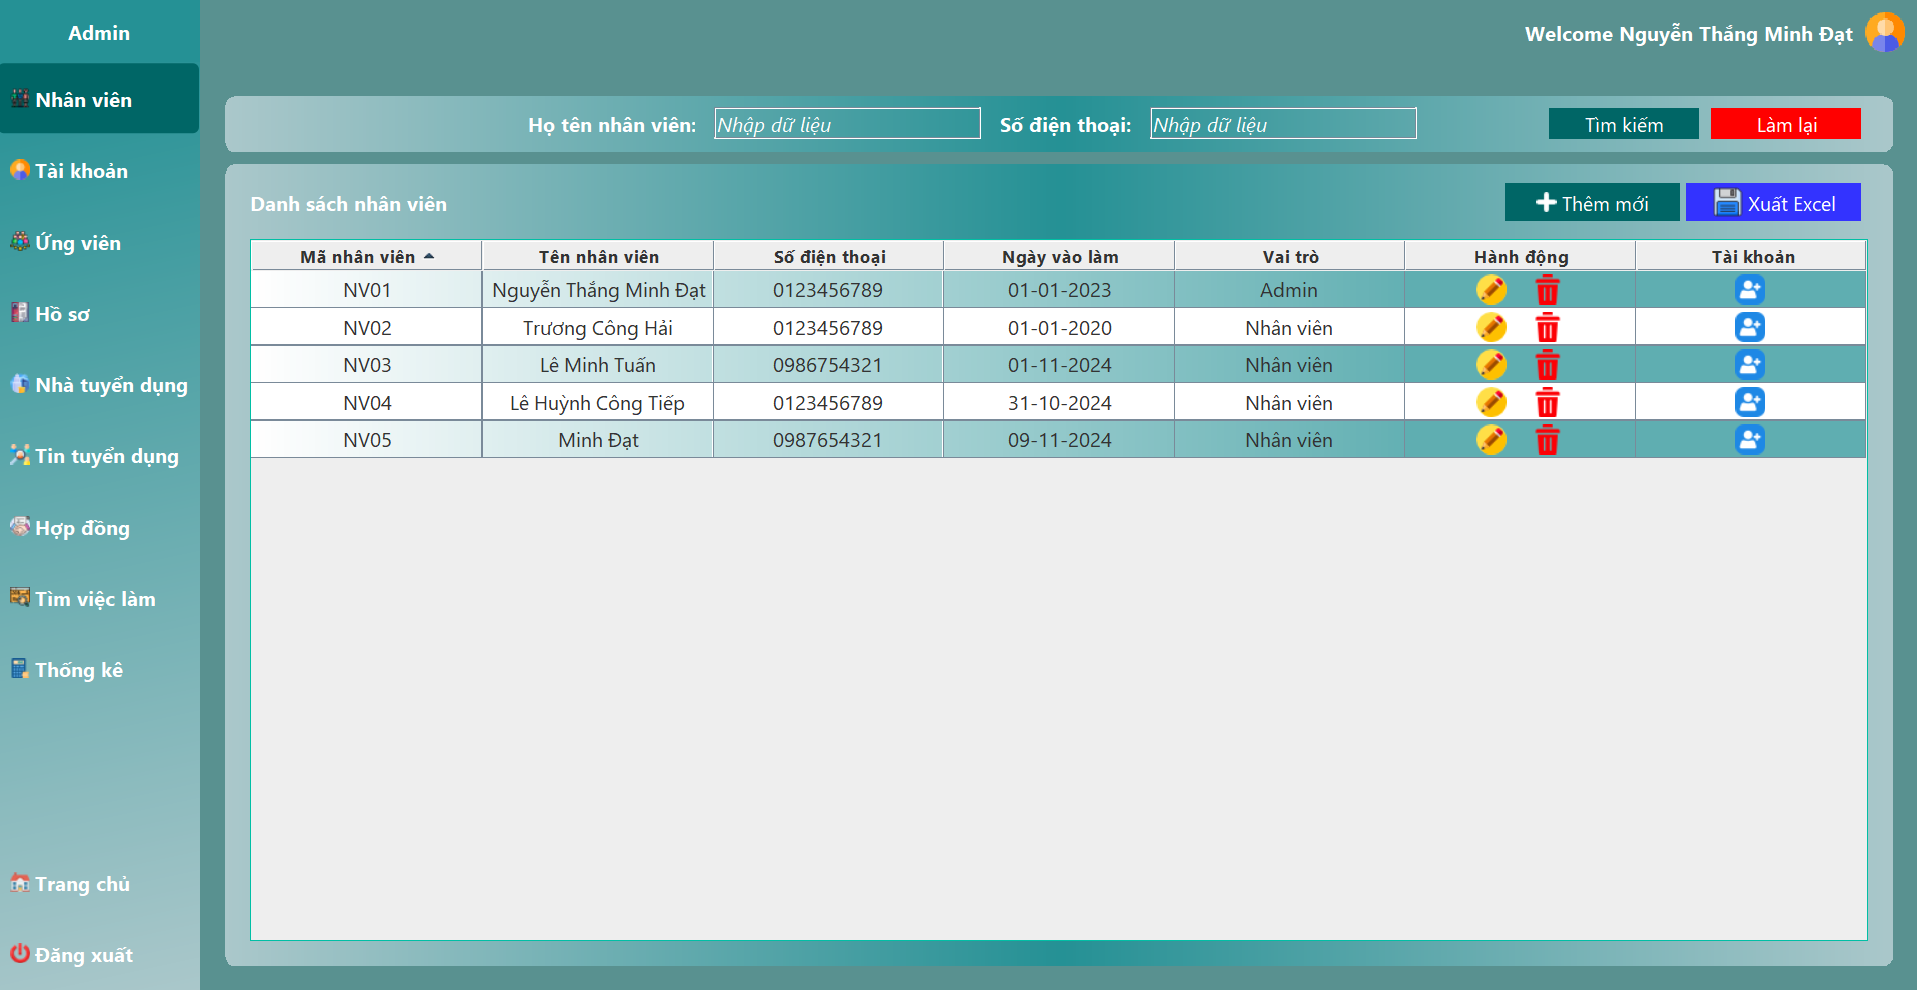 Admin
Welcome Nguyễn Thắng Minh Đạt
Nhân viên
Tài khoản
Ứng viên
Hồ sơ
Nhà tuyển dụng
Tin tuyển dụng
Hợp đồng
Tìm việc làm
Thống kê
Trang chủ
Đăng xuất
Họ tên nhân viên: Nhập dữ liệu Số điện thoại: Nhập dữ liệu Tìm kiếm Làm lại
Danh sách nhân viên Thêm mới Xuất Excel
Mã nhân viên Tên nhân viên Số điện thoại Ngày vào làm Vai trò Hành động Tài khoản
NV01 Nguyễn Thắng Minh Đạt 0123456789 01-01-2023 Admin
NV02 Trương Công Hải 0123456789 01-01-2020 Nhân viên
NV03 Lê Minh Tuấn 0986754321 01-11-2024 Nhân viên
NV04 Lê Huỳnh Công Tiếp 0123456789 31-10-2024 Nhân viên
NV05 Minh Đạt 0987654321 09-11-2024 Nhân viên